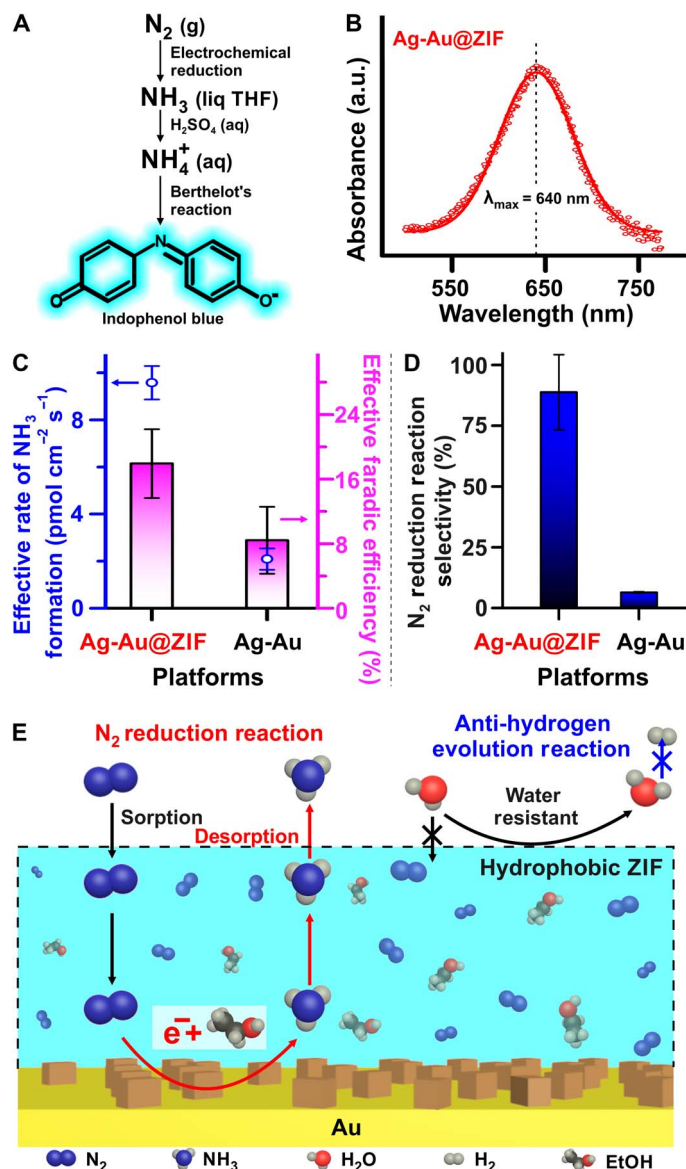 A
N₂ (g)
Electrochemical
reduction
NH₃ (liq THF)
H₂SO₄ (aq)
NH₄⁺ (aq)
Berthelot's
reaction
N
O
O⁻
Indophenol blue
B
Ag-Au@ZIF
Absorbance (a.u.)
λmax = 640 nm
550 650 750
Wavelength (nm)
C
Effective rate of NH₃
formation (pmol cm⁻² s⁻¹)
0
4
8
Effective faradic efficiency (%)
0
8
16
24
Ag-Au@ZIF Ag-Au
Platforms
D
N₂ reduction reaction
selectivity (%)
100
75
50
25
0
Ag-Au@ZIF Ag-Au
Platforms
E
N₂ reduction reaction
Anti-hydrogen
evolution reaction
Sorption
Desorption
Water
resistant
Hydrophobic ZIF
e⁻+
Au
N₂ NH₃ H₂O H₂ EtOH